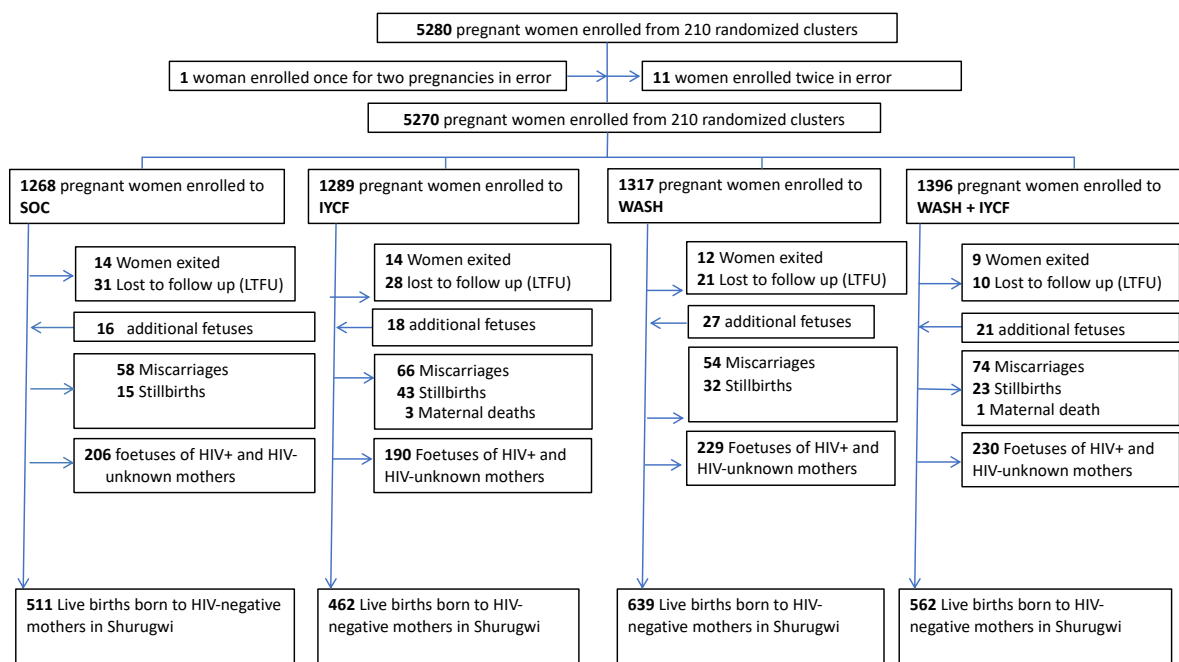 5280 pregnant women enrolled from 210 randomized clusters
1 woman enrolled once for two pregnancies in error
11 women enrolled twice in error
5270 pregnant women enrolled from 210 randomized clusters
1268 pregnant women enrolled to
SOC
1289 pregnant women enrolled to
IYCF
1317 pregnant women enrolled to
WASH
1396 pregnant women enrolled to
WASH + IYCF
14 Women exited
31 Lost to follow up (LTFU)
14 Women exited
28 lost to follow up (LTFU)
12 Women exited
21 Lost to follow up (LTFU)
9 Women exited
10 Lost to follow up (LTFU)
16 additional fetuses
18 additional fetuses
27 additional fetuses
21 additional fetuses
58 Miscarriages
15 Stillbirths
66 Miscarriages
43 Stillbirths
3 Maternal deaths
54 Miscarriages
32 Stillbirths
74 Miscarriages
23 Stillbirths
1 Maternal death
206 Foetuses of HIV+ and HIV-
unknown mothers
190 Foetuses of HIV+ and
HIV-unknown mothers
229 Foetuses of HIV+ and
HIV-unknown mothers
230 Foetuses of HIV+ and
HIV-unknown mothers
511 Live births born to HIV-negative
mothers in Shurugwi
462 Live births born to HIV-
negative mothers in Shurugwi
639 Live births born to HIV-
negative mothers in Shurugwi
562 Live births born to HIV-
negative mothers in Shurugwi